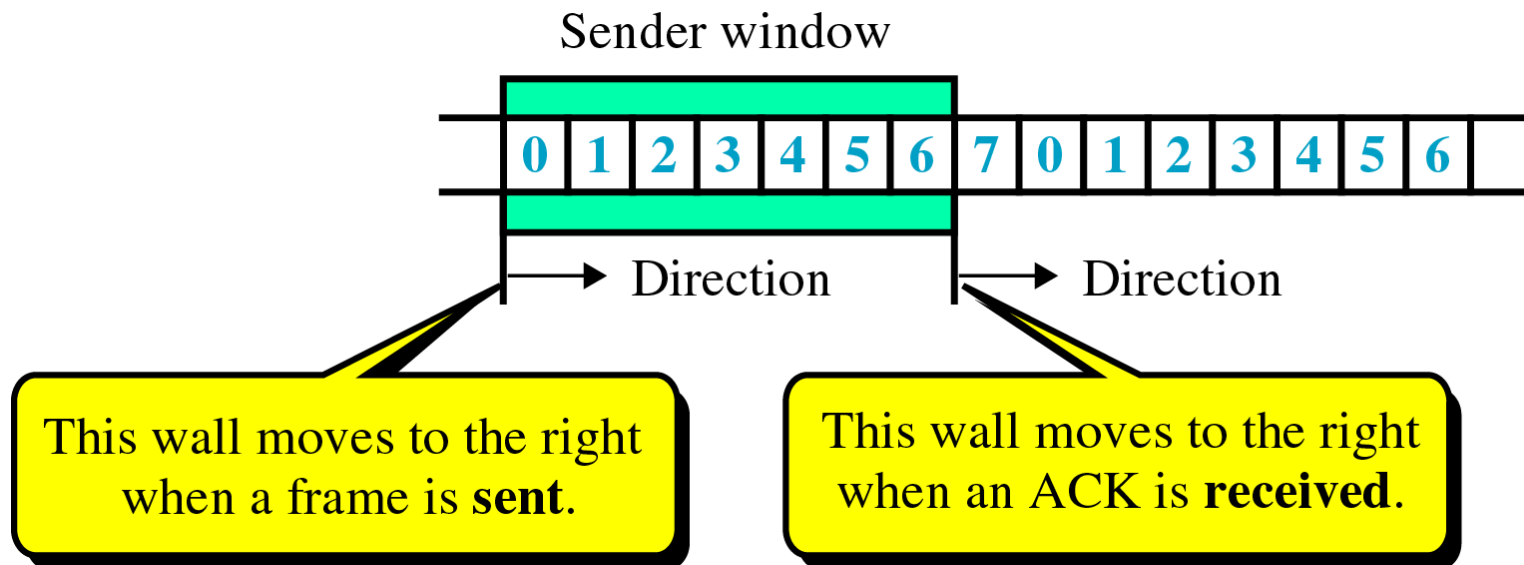 Sender window
0 1 2 3 4 5 6 7 0 1 2 3 4 5 6
Direction Direction
This wall moves to the right
when a frame is sent.
This wall moves to the right
when an ACK is received.